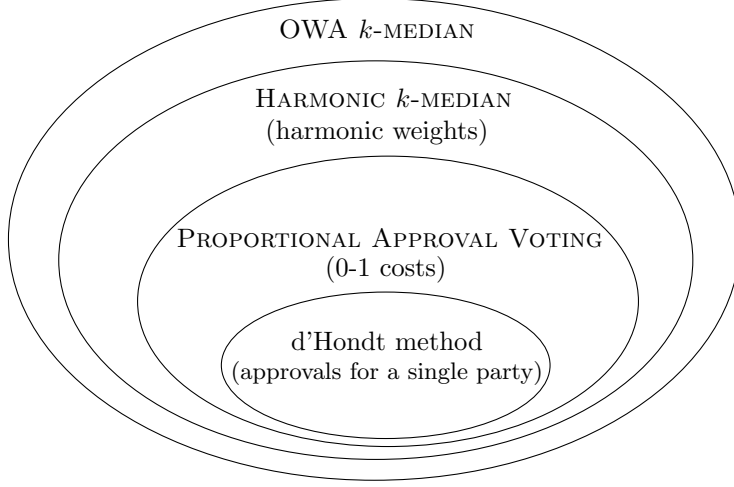 OWA k-MEDIAN
HARMONIC k-MEDIAN
(harmonic weights)
PROPORTIONAL APPROVAL VOTING
(0-1 costs)
d'Hondt method
(approvals for a single party)